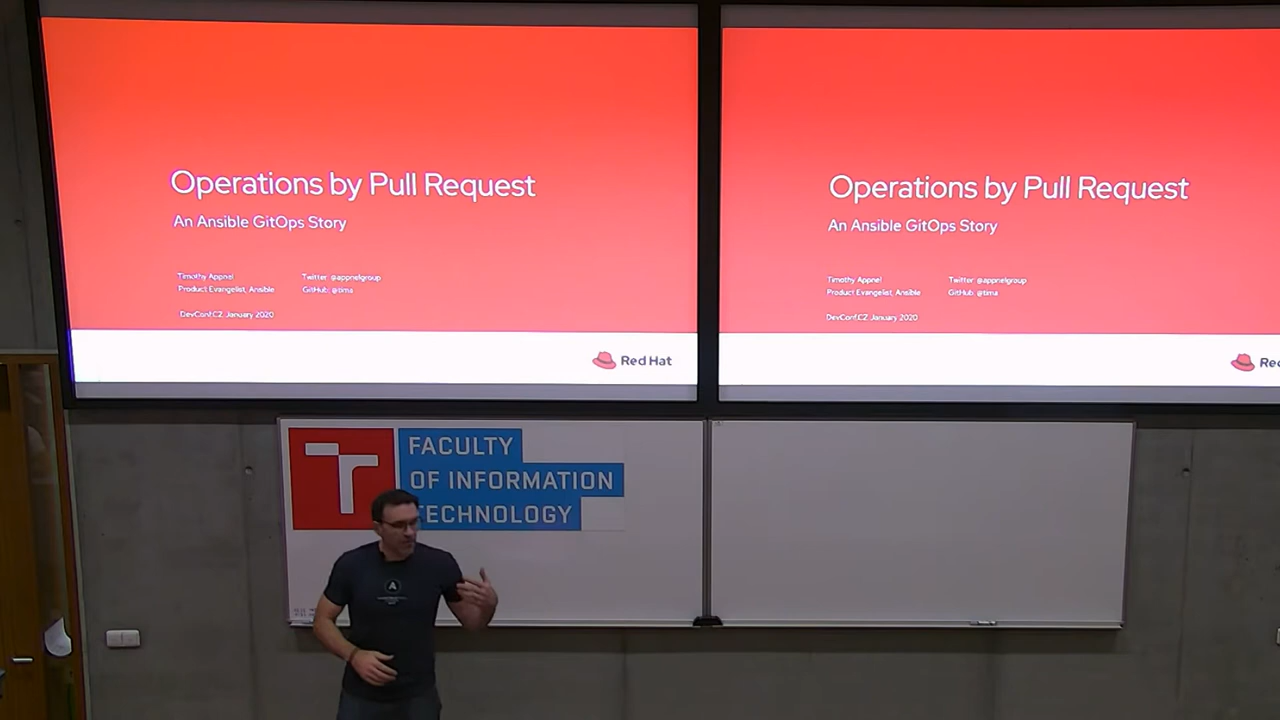 Operations by Pull Request
An Ansible GitOps Story
Timothy Appnel
Product Evangelist, Ansible
Twitter: @appnelgroup
GitHub: @tima
DevConf.CZ, January 2020
Red Hat
Operations by Pull Request
An Ansible GitOps Story
Timothy Appnel
Product Evangelist, Ansible
Twitter: @appnelgroup
GitHub: @tima
DevConf.CZ, January 2020
Red
FACULTY
OF INFORMATION
TECHNOLOGY
A